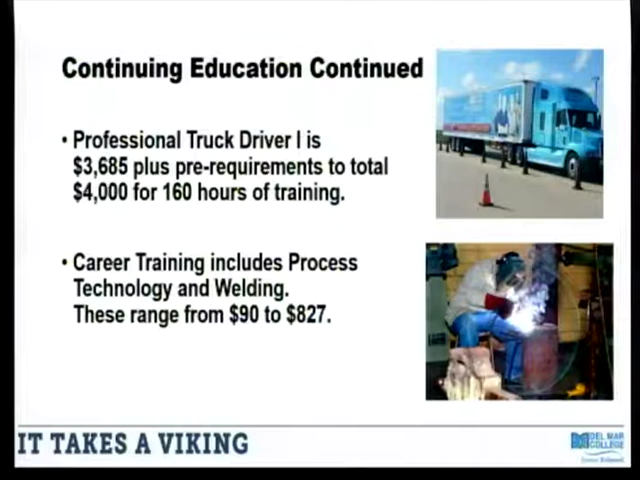 Continuing Education Continued
• Professional Truck Driver I is
$3,685 plus pre-requirements to total
$4,000 for 160 hours of training.
• Career Training includes Process
Technology and Welding.
These range from $90 to $827.
IT TAKES A VIKING
DEL MAR
COLLEGE